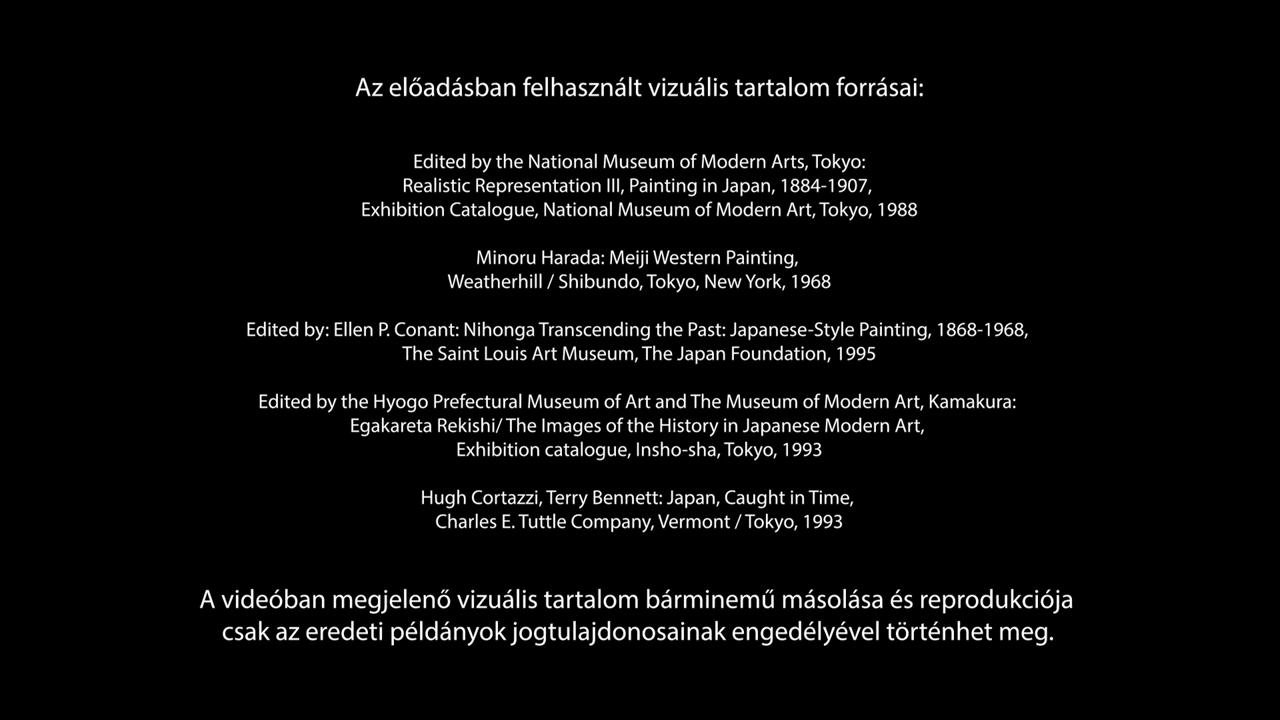 Az előadásban felhasznált vizuális tartalom forrásai:
Edited by the National Museum of Modern Arts, Tokyo:
Realistic Representation III, Painting in Japan, 1884-1907,
Exhibition Catalogue, National Museum of Modern Art, Tokyo, 1988
Minoru Harada: Meiji Western Painting,
Weatherhill / Shibundo, Tokyo, New York, 1968
Edited by: Ellen P. Conant: Nihonga Transcending the Past: Japanese-Style Painting, 1868-1968,
The Saint Louis Art Museum, The Japan Foundation, 1995
Edited by the Hyogo Prefectural Museum of Art and The Museum of Modern Art, Kamakura:
Egakareta Rekishi/ The Images of the History in Japanese Modern Art,
Exhibition catalogue, Insho-sha, Tokyo, 1993
Hugh Cortazzi, Terry Bennett: Japan, Caught in Time,
Charles E. Tuttle Company, Vermont / Tokyo, 1993
A videóban megjelenő vizuális tartalom bárminemű másolása és reprodukciója
csak az eredeti példányok jogtulajdonosainak engedélyével történhet meg.